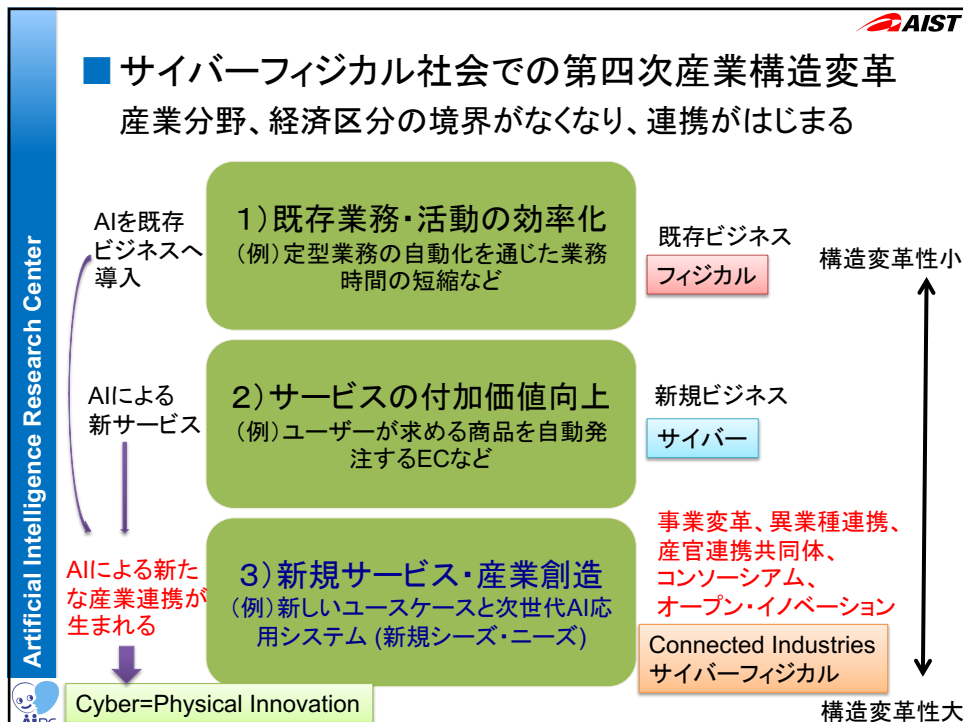 AIST
■サイバーフィジカル社会での第四次産業構造変革
産業分野、経済区分の境界がなくなり、連携がはじまる
Artificial Intelligence Research Center
AIを既存
ビジネスへ
導入
1)既存業務・活動の効率化
(例)定型業務の自動化を通じた業務
時間の短縮など
既存ビジネス
フィジカル
構造変革性小
AIによる
新サービス
2)サービスの付加価値向上
(例)ユーザーが求める商品を自動発
注するECなど
新規ビジネス
サイバー
AIによる新た
な産業連携が
生まれる
3)新規サービス・産業創造
(例)新しいユースケースと次世代AI応
用システム (新規シーズ・ニーズ)
事業変革、異業種連携、
産官連携共同体、
コンソーシアム、
オープン・イノベーション
Connected Industries
サイバーフィジカル
Cyber=Physical Innovation
構造変革性大